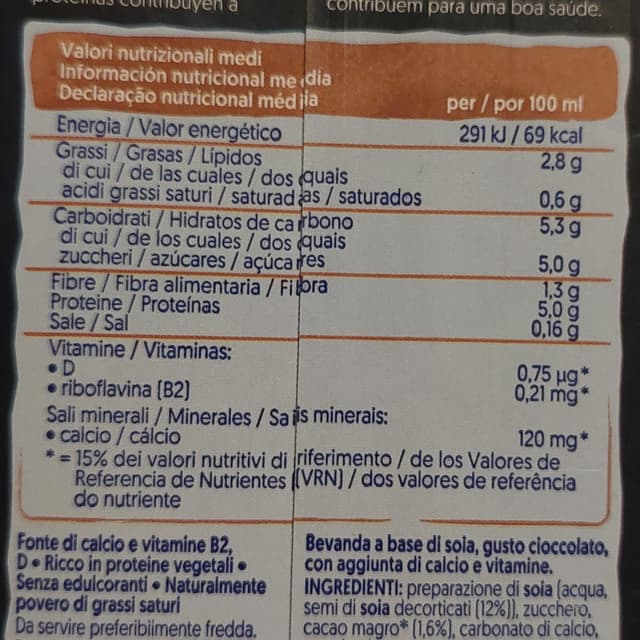 contribuyen a
contribuem para uma boa saúde.
Valori nutrizionali medi
Información nutricional media
Declaração nutricional média
per / por 100 ml
Energia / Valor energético 291 kJ / 69 kcal
Grassi / Grasas / Lípidos 2,8 g
di cui / de las cuales / dos quais
acidi grassi saturi / saturadas / saturados 0,6 g
Carboidrati / Hidratos de carbono 5,3 g
di cui / de los cuales / dos quais
zuccheri / azúcares / açúcares 5,0 g
Fibre / Fibra alimentaria / Fibra 1,3 g
Proteine / Proteínas 5,0 g
Sale / Sal 0,16 g
Vitamine / Vitaminas:
• D 0,75 µg*
• riboflavina (B2) 0,21 mg*
Sali minerali / Minerales / Sais minerais:
• calcio / cálcio 120 mg*
* = 15% dei valori nutritivi di riferimento / de los Valores de
Referencia de Nutrientes (VRN) / dos valores de referência
do nutriente
Fonte di calcio e vitamine B2,
D • Ricco in proteine vegetali •
Senza edulcoranti • Naturalmente
povero di grassi saturi
Da servire preferibilmente fredda.
Bevanda a base di soia, gusto cioccolato,
con aggiunta di calcio e vitamine.
INGREDIENTI: preparazione di soia (acqua,
semi di soia decorticati (12%)), zucchero,
cacao magro* (1,6%), carbonato di calcio,